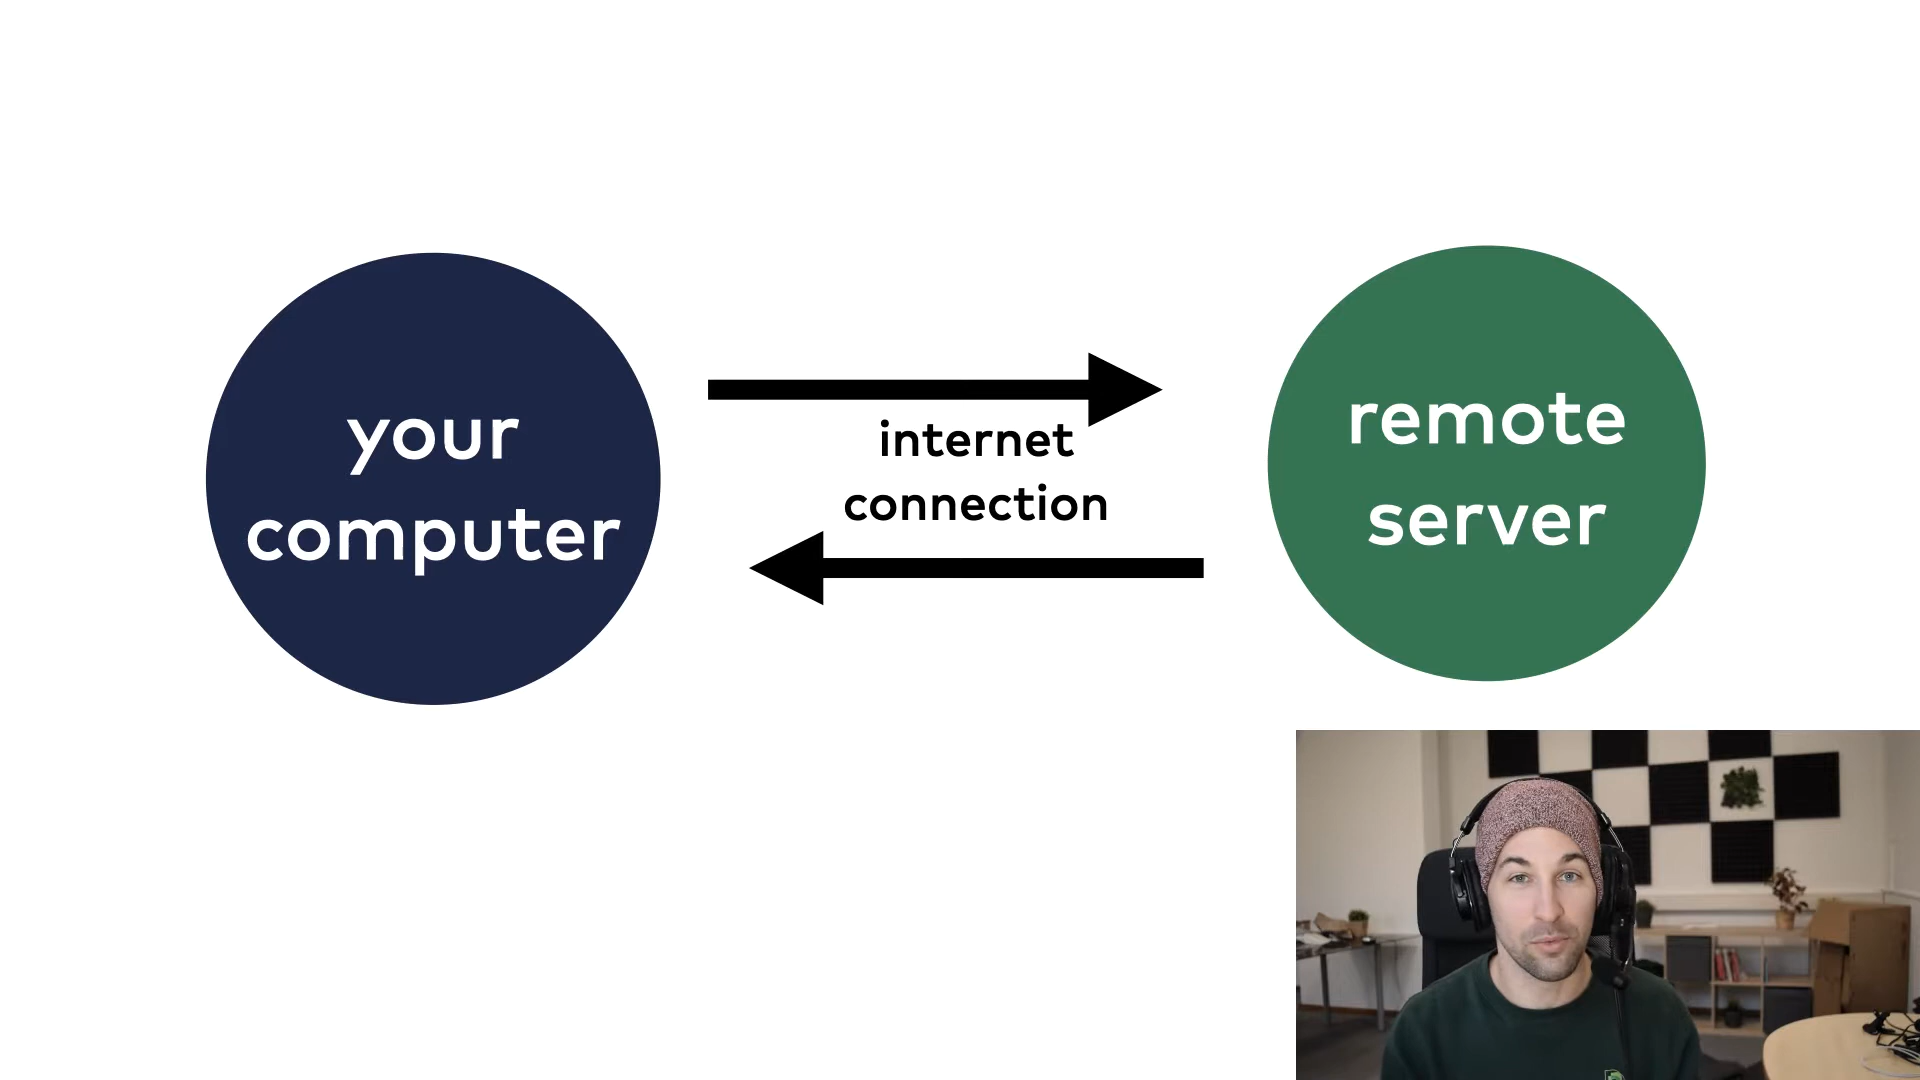 your
computer
internet
connection
remote
server